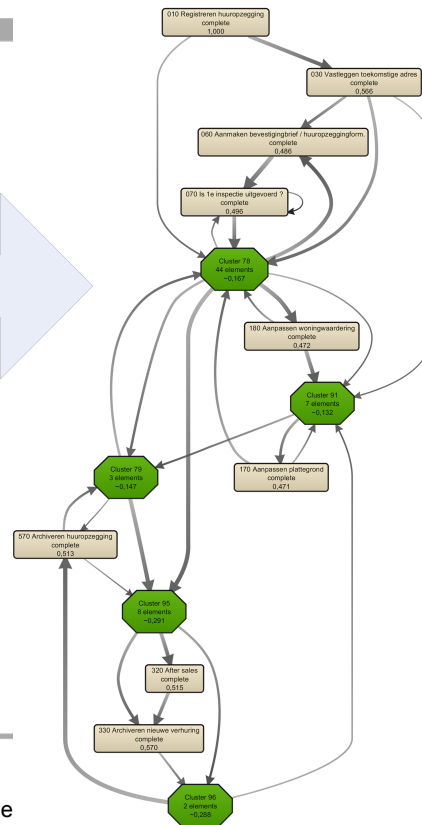 010 Registreren huuropzegging
complete
1,000
030 Vastleggen toekomstige adres
complete
0,566
060 Aanmaken bevestigingbrief / huuropzeggingform.
complete
0,486
070 Is 1e inspectie uitgevoerd ?
complete
0,496
Cluster 78
44 elements
~0,167
180 Aanpassen woningwaardering
complete
0,472
Cluster 91
7 elements
~0,132
Cluster 79
3 elements
~0,147
170 Aanpassen plattegrond
complete
0,471
570 Archiveren huuropzegging
complete
0,513
Cluster 95
8 elements
~0,291
320 After sales
complete
0,515
330 Archiveren nieuwe verhuring
complete
0,570
Cluster 96
2 elements
~0,288
e